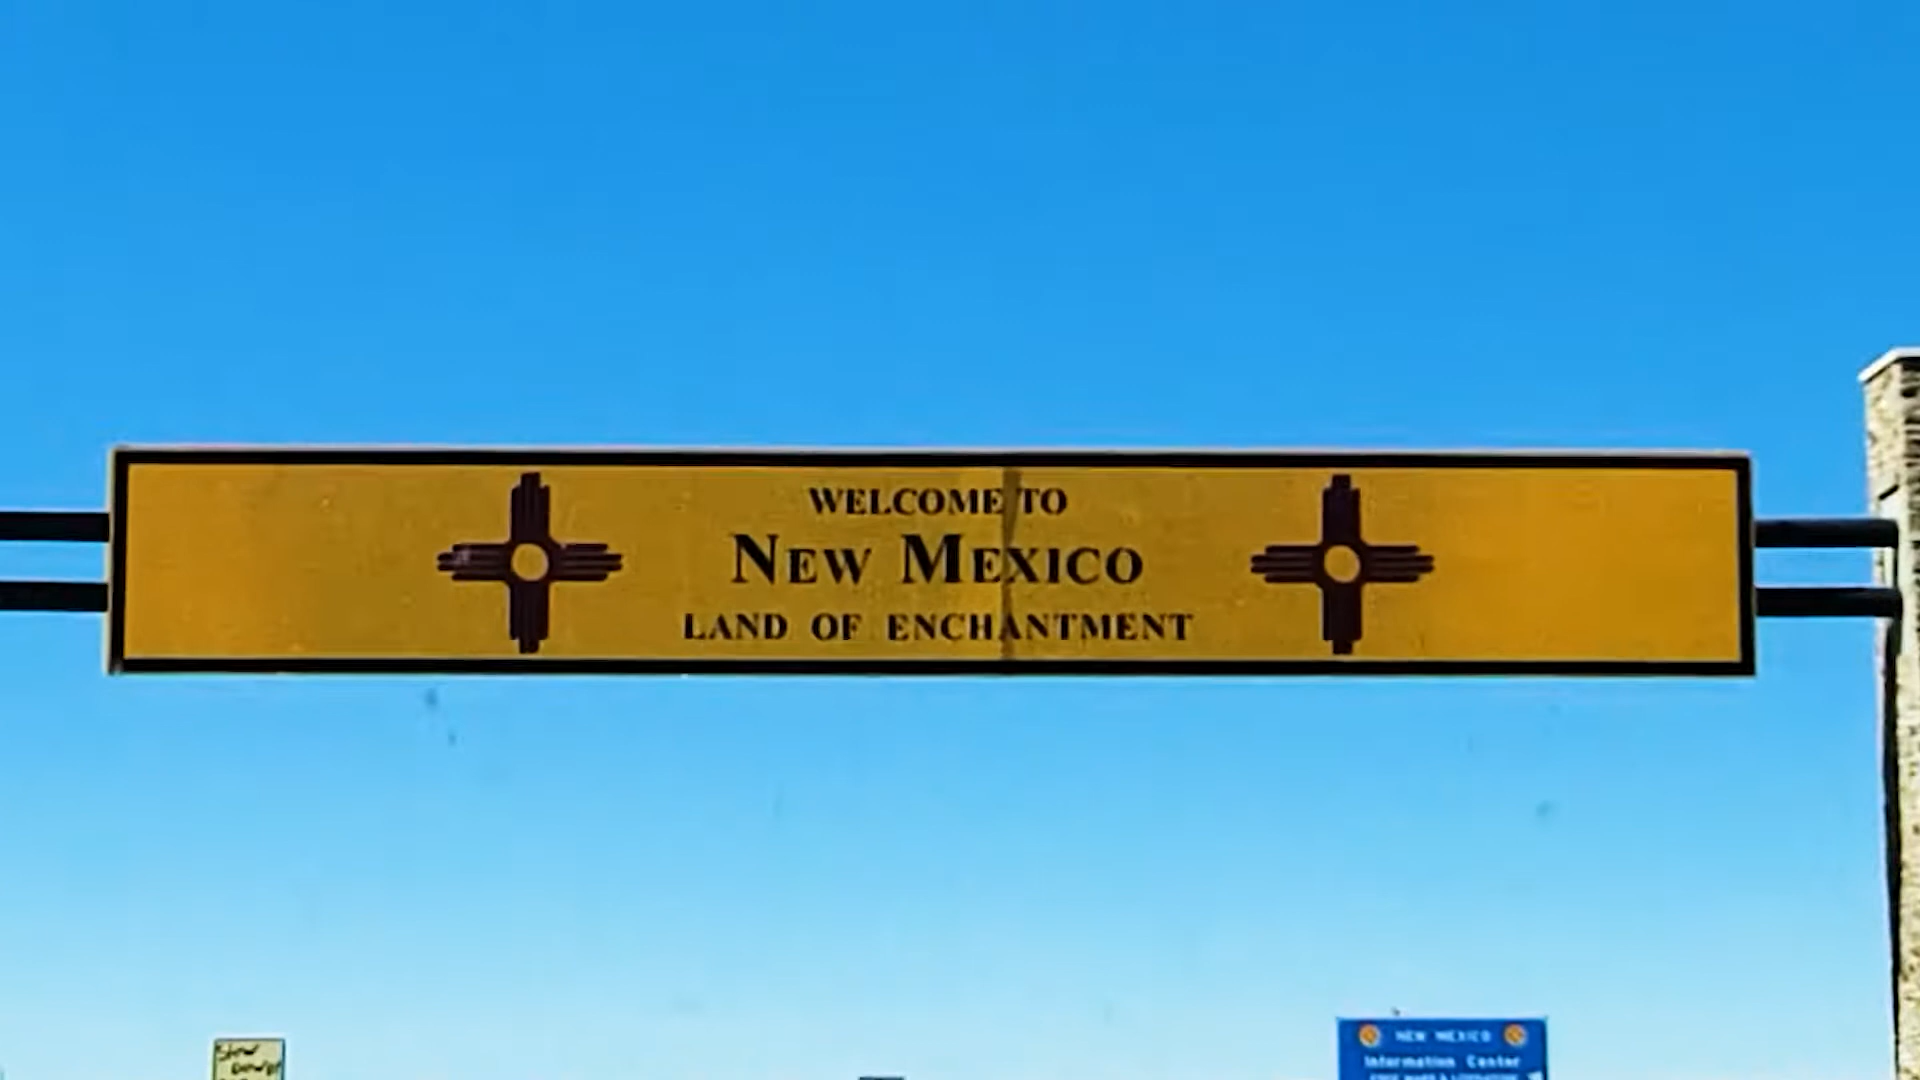 WELCOME TO
NEW MEXICO
LAND OF ENCHANTMENT
NEW MEXICO
Information Center